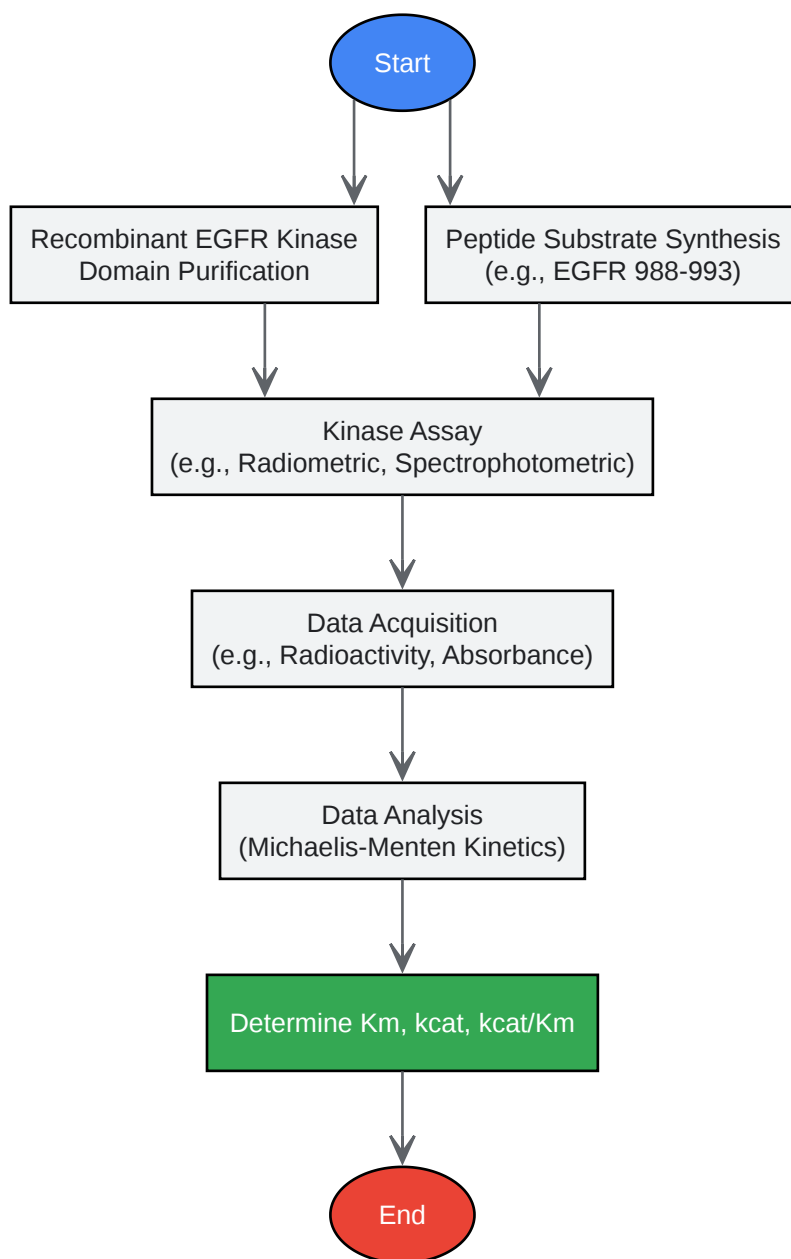 Start
Recombinant EGFR Kinase
Domain Purification
Peptide Substrate Synthesis
(e.g., EGFR 988-993)
Kinase Assay
(e.g., Radiometric, Spectrophotometric)
Data Acquisition
(e.g., Radioactivity, Absorbance)
Data Analysis
(Michaelis-Menten Kinetics)
Determine Km, kcat, kcat/Km
End